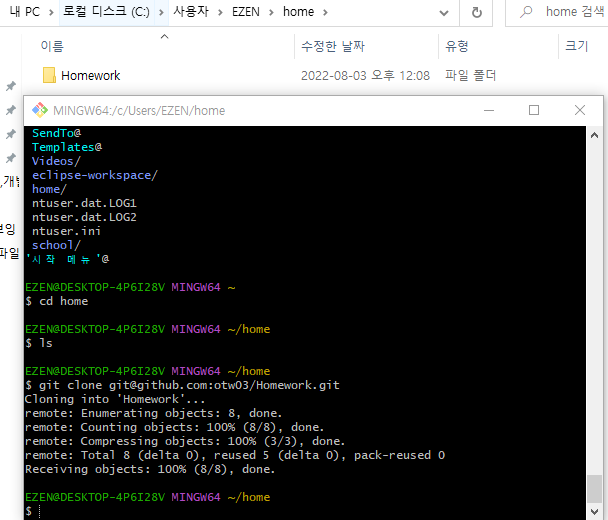 내 PC › 로컬 디스크 (C:) › 사용자 › EZEN › home ›
home 검색
이름 수정한 날짜 유형 크기
Homework 2022-08-03 오후 12:08 파일 폴더
MINGW64:/c/Users/EZEN/home
SendTo@
Templates@
Videos/
eclipse-workspace/
home/
ntuser.dat.LOG1
ntuser.dat.LOG2
ntuser.ini
school/
'시작 메뉴'@
EZEN@DESKTOP-4P6I28V MINGW64 ~
$ cd home
EZEN@DESKTOP-4P6I28V MINGW64 ~/home
$ ls
EZEN@DESKTOP-4P6I28V MINGW64 ~/home
$ git clone git@github.com:otw03/Homework.git
Cloning into 'Homework'...
remote: Enumerating objects: 8, done.
remote: Counting objects: 100% (8/8), done.
remote: Compressing objects: 100% (3/3), done.
remote: Total 8 (delta 0), reused 5 (delta 0), pack-reused 0
Receiving objects: 100% (8/8), done.
EZEN@DESKTOP-4P6I28V MINGW64 ~/home
$